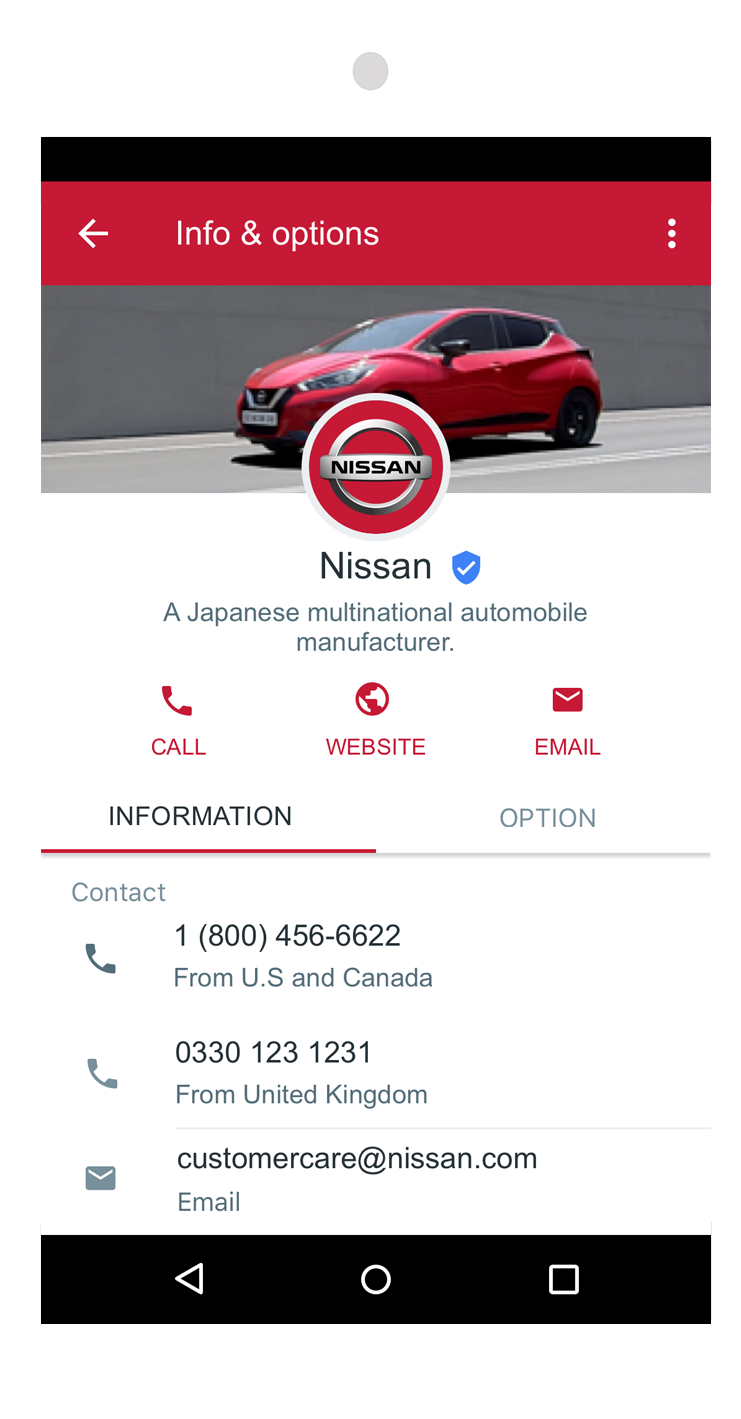 Info & options
NISSAN
Nissan
A Japanese multinational automobile
manufacturer.
CALL
WEBSITE
EMAIL
INFORMATION
OPTION
Contact
1 (800) 456-6622
From U.S and Canada
0330 123 1231
From United Kingdom
customercare@nissan.com
Email